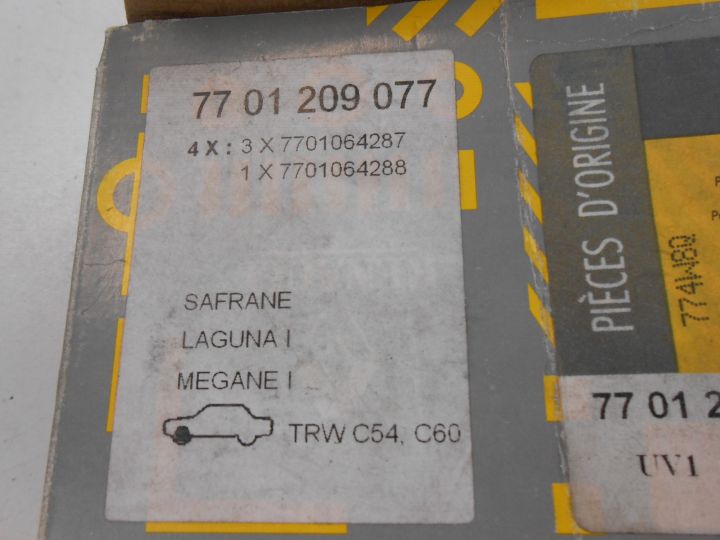 77 01 209 077
4 X : 3 X 7701064287
1 X 7701064288
SAFRANE
LAGUNA I
MEGANE I
TRW C54, C60
PIÈCES D'ORIGINE
774W8Q
77 01 2
UV1